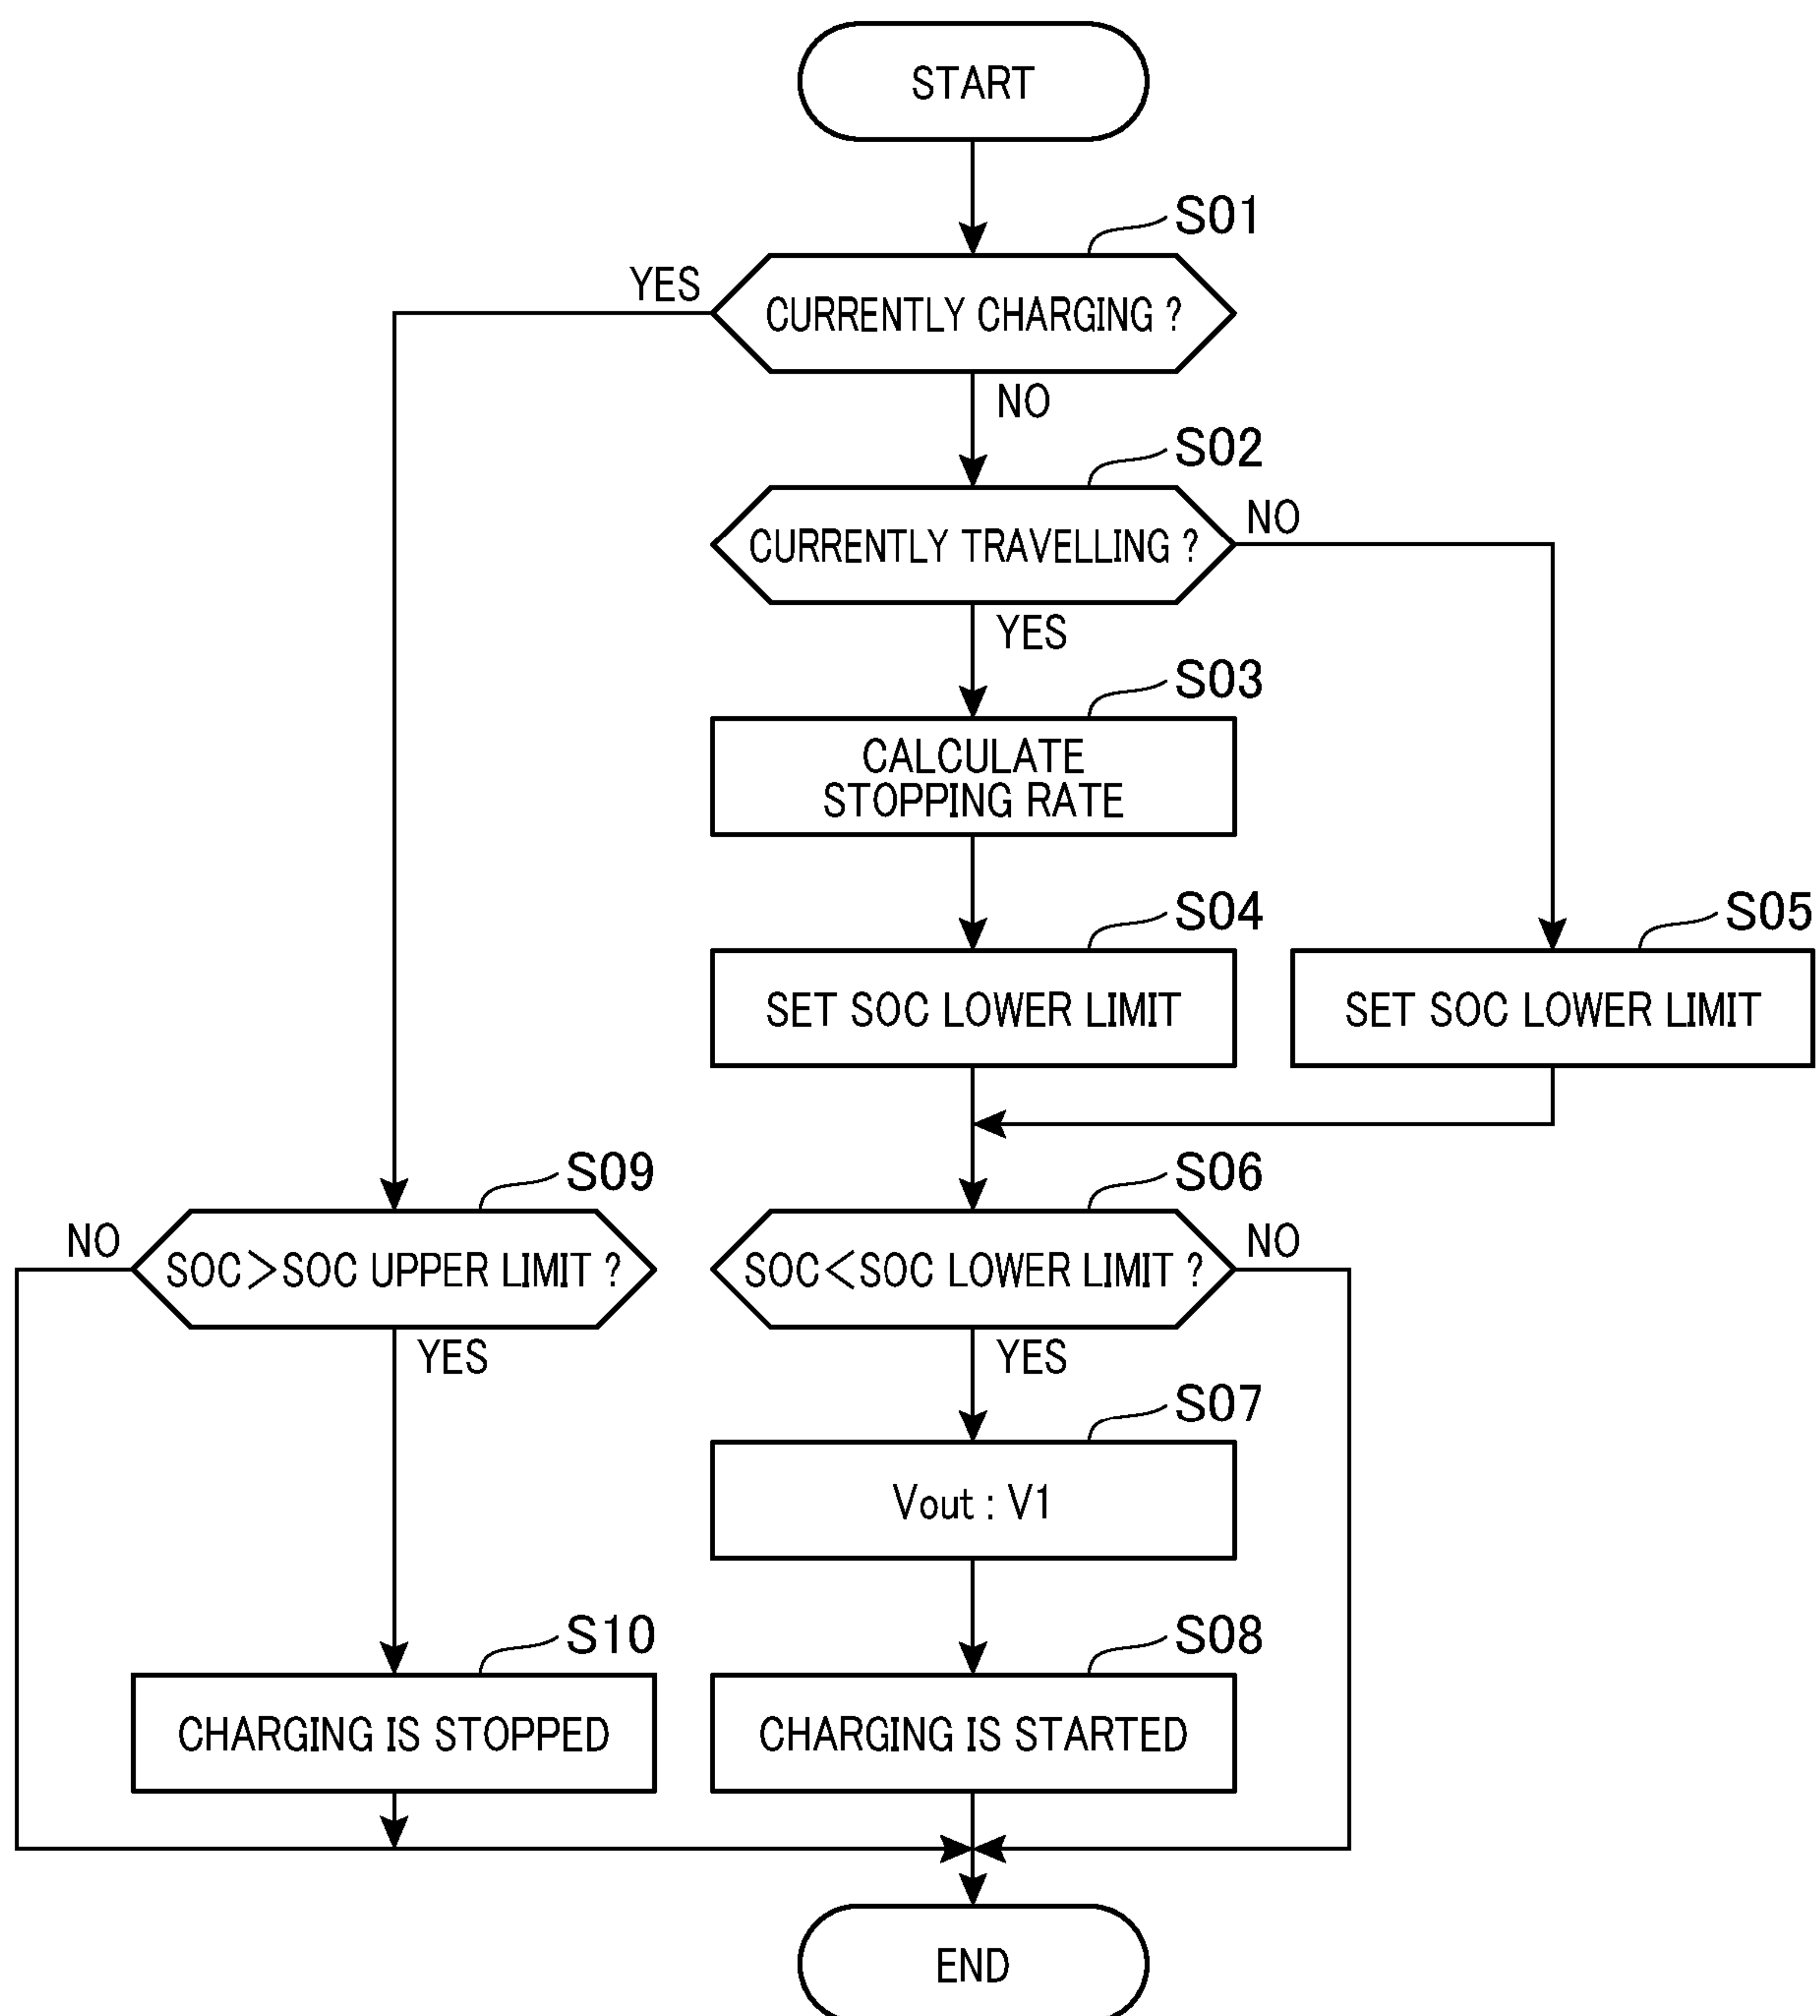 START
S01
YES
CURRENTLY CHARGING ?
NO
S02
CURRENTLY TRAVELLING ?
NO
YES
S03
CALCULATE
STOPPING RATE
S04
SET SOC LOWER LIMIT
S05
SET SOC LOWER LIMIT
S09
NO
SOC>SOC UPPER LIMIT ?
YES
S06
SOC<SOC LOWER LIMIT ?
NO
YES
S07
Vout : V1
S10
CHARGING IS STOPPED
S08
CHARGING IS STARTED
END